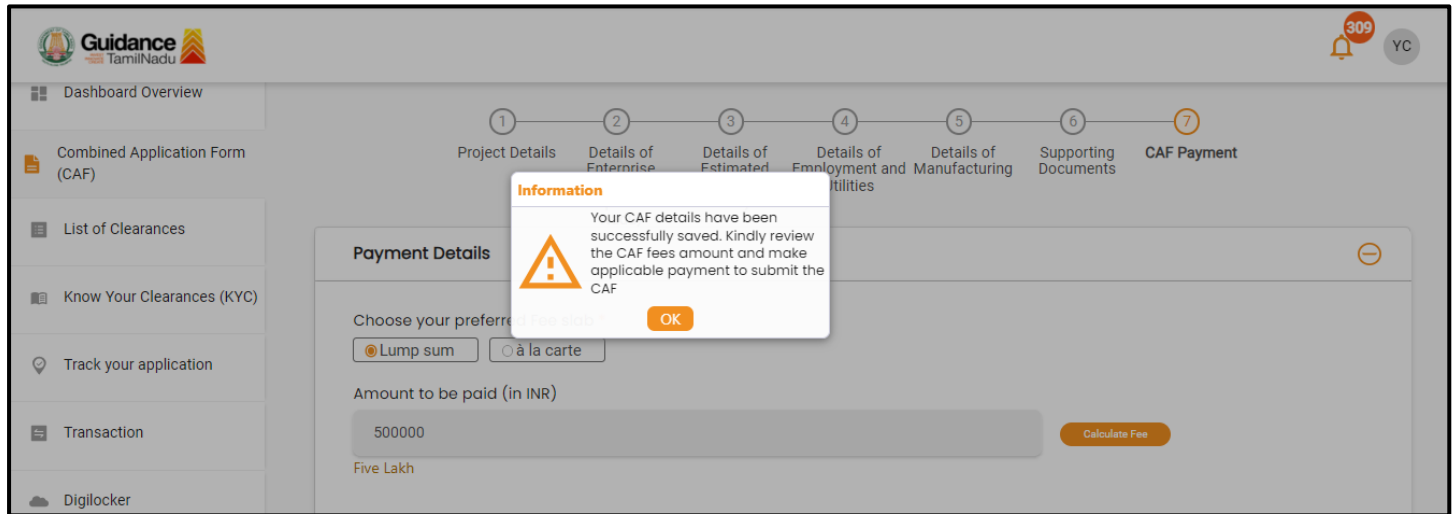 Guidance
TamilNadu
309
YC
Dashboard Overview
Combined Application Form
(CAF)
List of Clearances
Know Your Clearances (KYC)
Track your application
Transaction
Digilocker
1 2 3 4 5 6 7
Project Details
Details of
Enterprise
Details of
Estimated
Details of
Employment and
Utilities
Details of
Manufacturing
Supporting
Documents
CAF Payment
Information
Your CAF details have been
successfully saved. Kindly review
the CAF fees amount and make
applicable payment to submit the
CAF
OK
Payment Details
Choose your preferred Fee slab
Lump sum
à la carte
Amount to be paid (in INR)
500000
Calculate Fee
Five Lakh